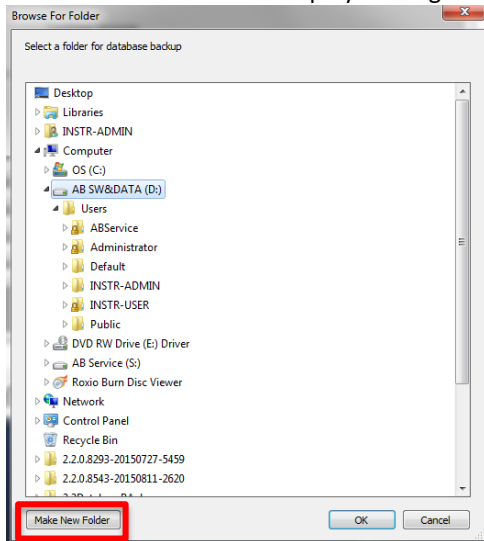 Browse For Folder
Select a folder for database backup
Desktop
Libraries
INSTR-ADMIN
Computer
OS (C:)
AB SW&DATA (D:)
Users
ABService
Administrator
Default
INSTR-ADMIN
INSTR-USER
Public
DVD RW Drive (E:) Driver
AB Service (S:)
Roxio Burn Disc Viewer
Network
Control Panel
Recycle Bin
2.2.0.8293-20150727-5459
2.2.0.8543-20150811-2620
Make New Folder OK Cancel